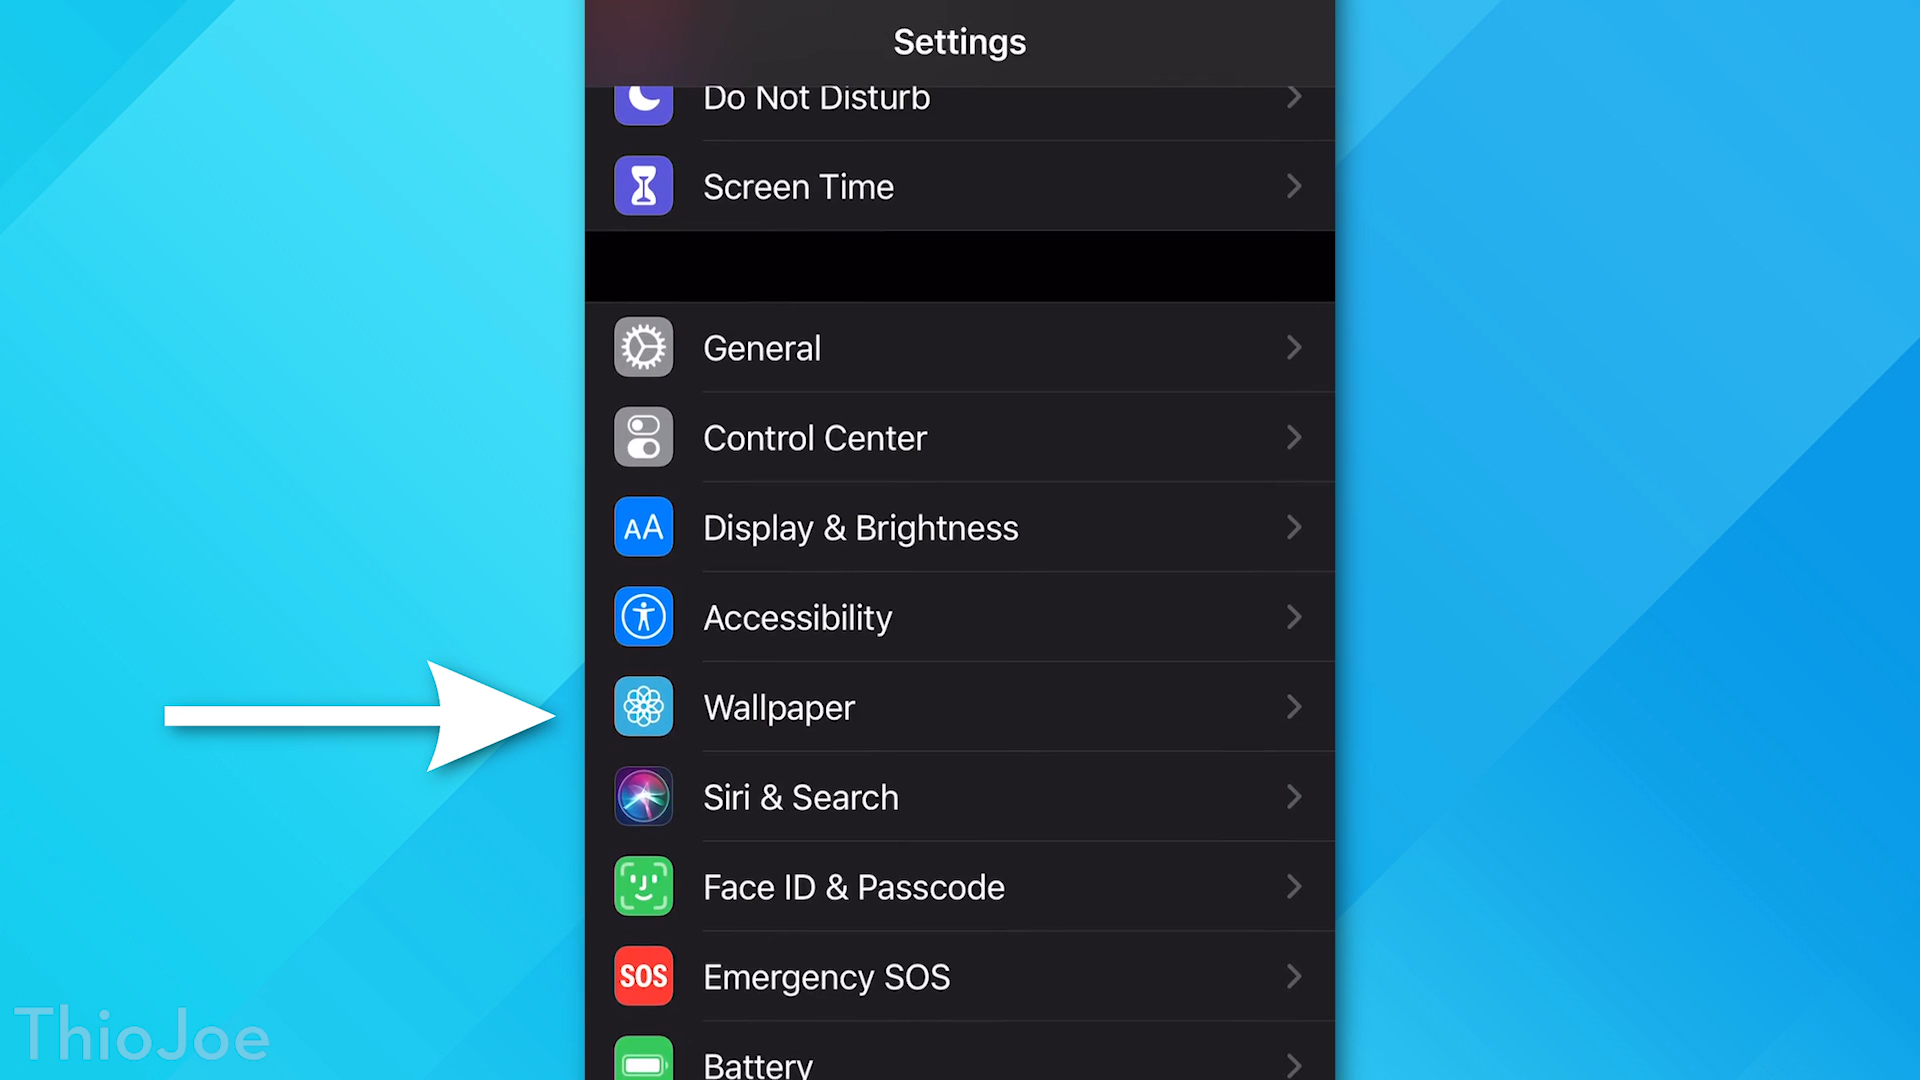 Settings
Do Not Disturb
Screen Time
General
Control Center
AA Display & Brightness
Accessibility
Wallpaper
Siri & Search
Face ID & Passcode
SOS Emergency SOS
Battery
ThioJoe